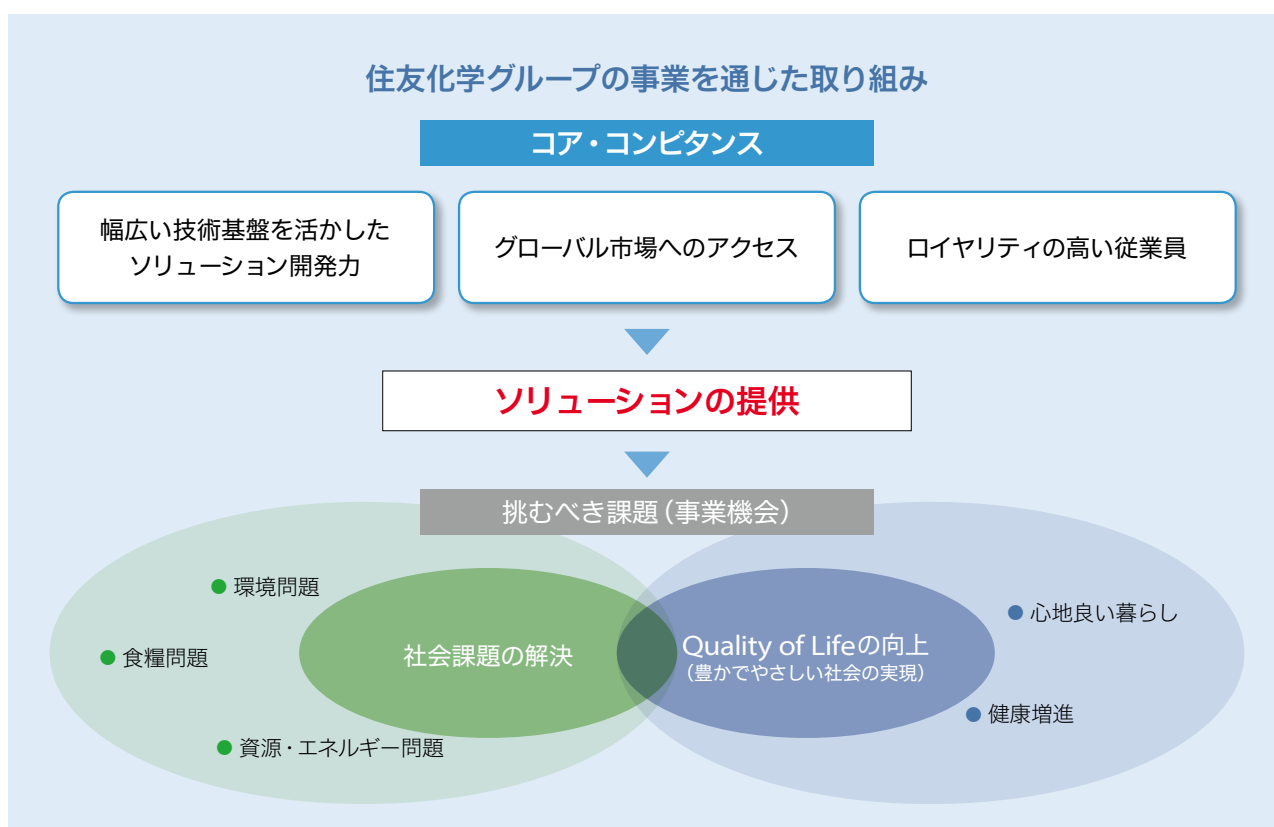 住友化学グループの事業を通じた取り組み
コア・コンピタンス
幅広い技術基盤を活かした
ソリューション開発力
グローバル市場へのアクセス
ロイヤリティの高い従業員
ソリューションの提供
挑むべき課題（事業機会）
● 環境問題
● 食糧問題
● 資源・エネルギー問題
社会課題の解決
Quality of Lifeの向上
（豊かでやさしい社会の実現）
● 心地良い暮らし
● 健康増進